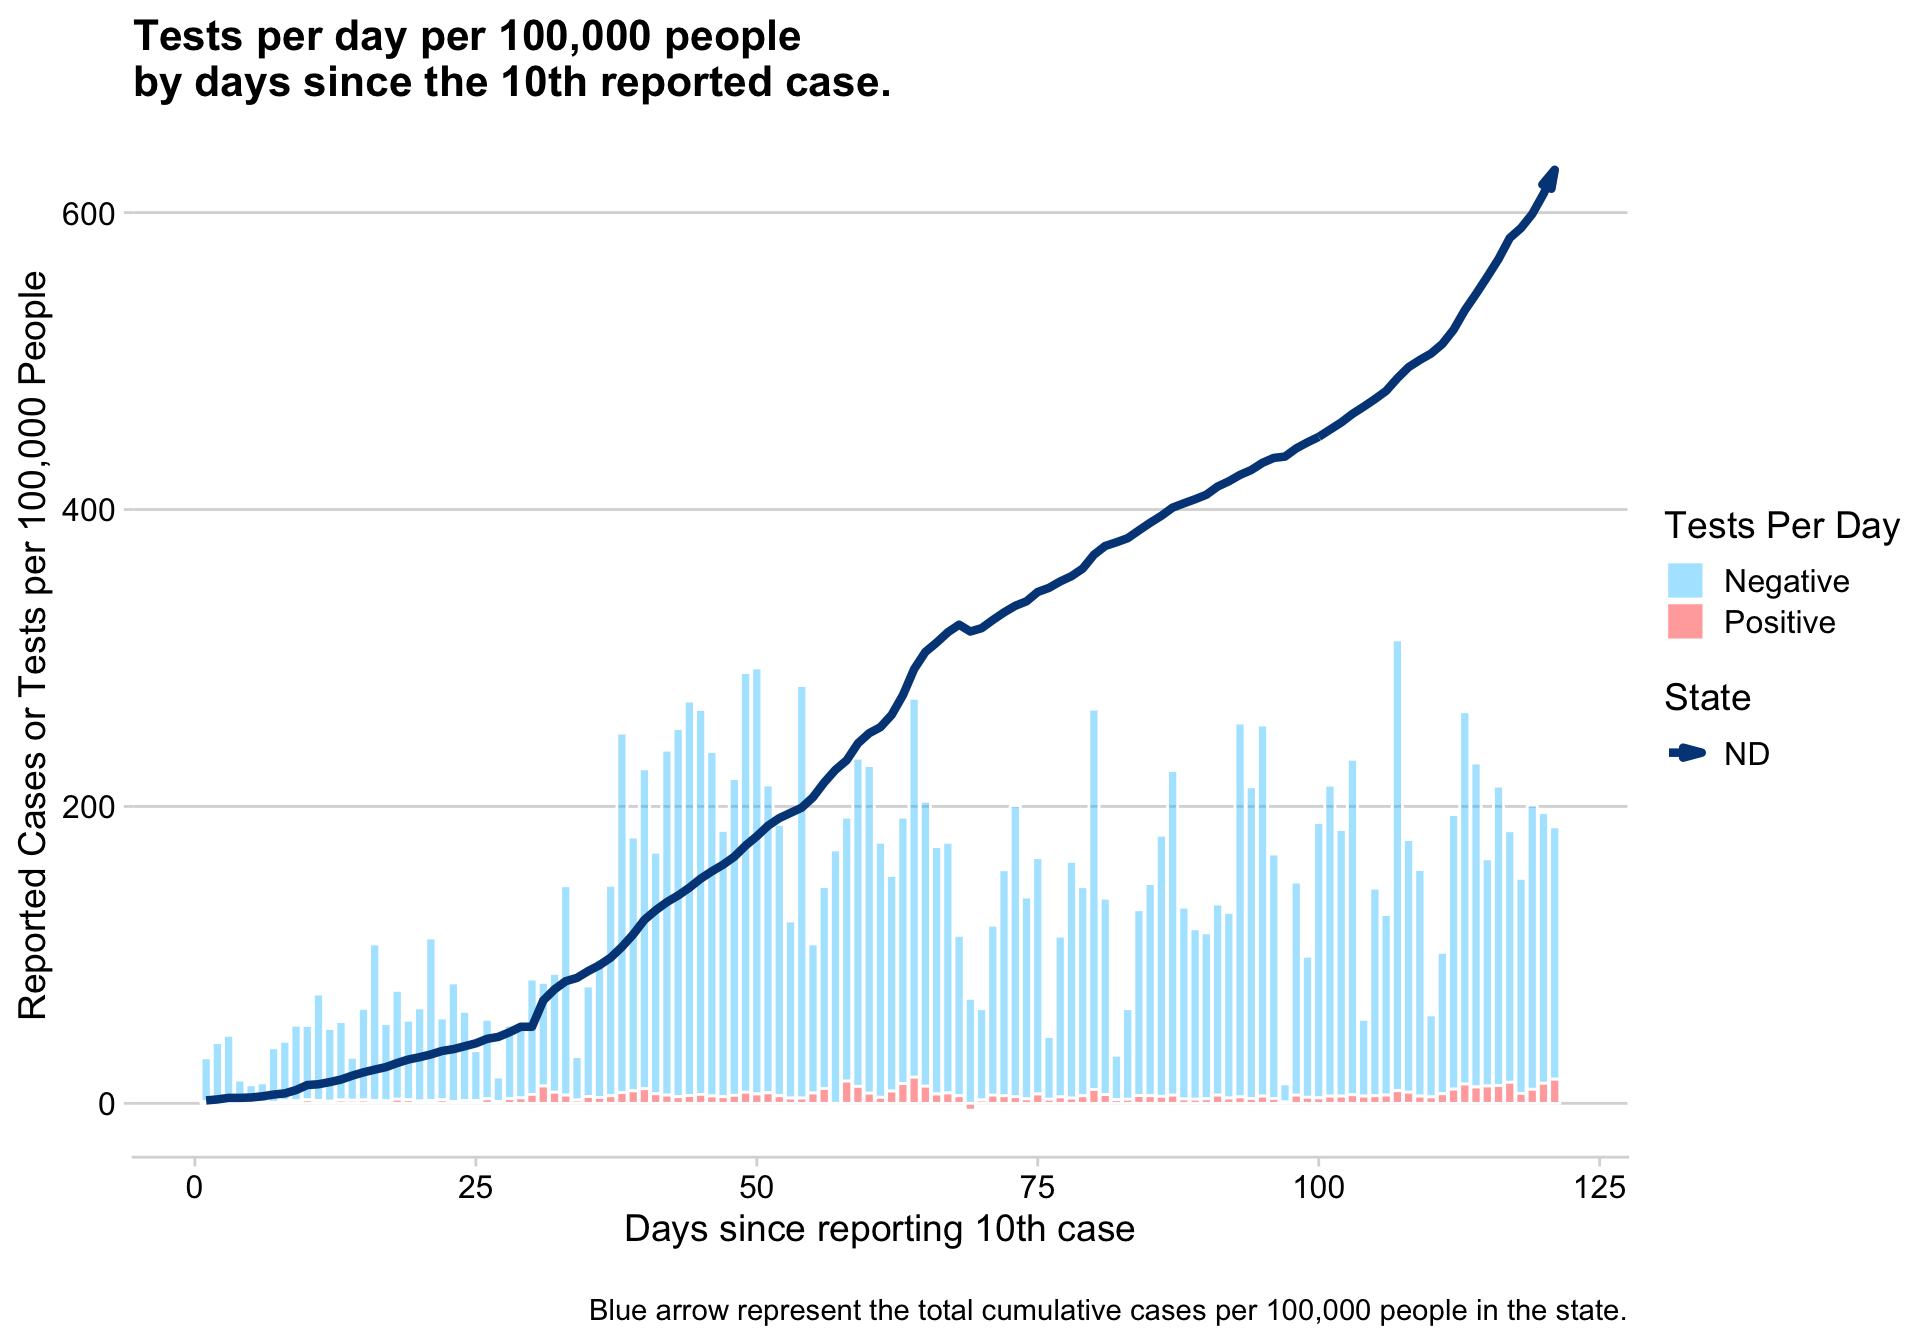 Tests per day per 100,000 people
by days since the 10th reported case.
Reported Cases or Tests per 100,000 People
600
400
200
0
0
25
50
75
100
125
Days since reporting 10th case
Tests Per Day
Negative
Positive
State
ND
Blue arrow represent the total cumulative cases per 100,000 people in the state.